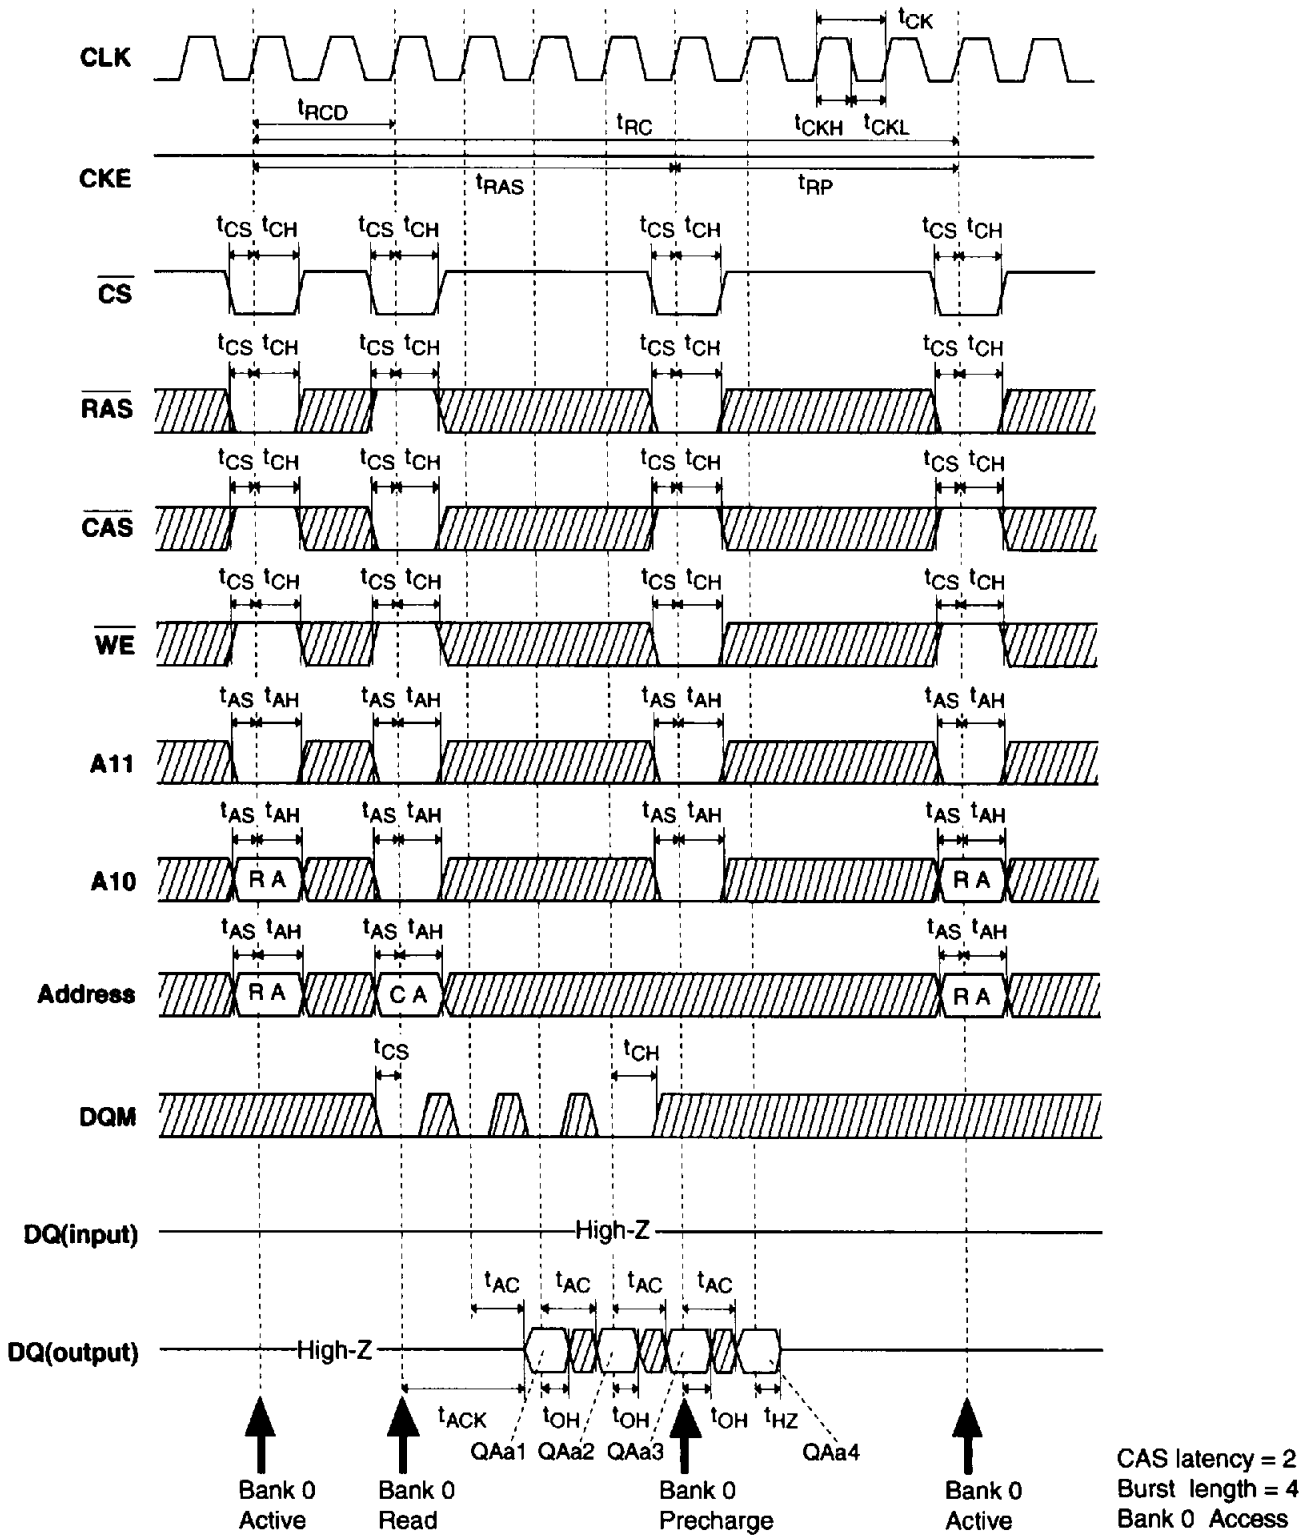 tCK
CLK
tRCD
tRC
tCKH tCKL
CKE
tRAS
tRP
tCS tCH tCS tCH tCS tCH tCS tCH
CS
tCS tCH tCS tCH tCS tCH tCS tCH
RAS
tCS tCH tCS tCH tCS tCH tCS tCH
CAS
tCS tCH tCS tCH tCS tCH tCS tCH
WE
tAS tAH tAS tAH tAS tAH tAS tAH
A11
tAS tAH tAS tAH tAS tAH tAS tAH
A10 R A R A
tAS tAH tAS tAH tAS tAH
Address R A C A R A
tCS tCH
DQM
DQ(input) High-Z
tAC tAC tAC tAC
DQ(output) High-Z
tACK tOH tOH tOH tHZ
QAa1 QAa2 QAa3 QAa4
Bank 0 Active
Bank 0 Read
Bank 0 Precharge
Bank 0 Active
CAS latency = 2
Burst length = 4
Bank 0 Access